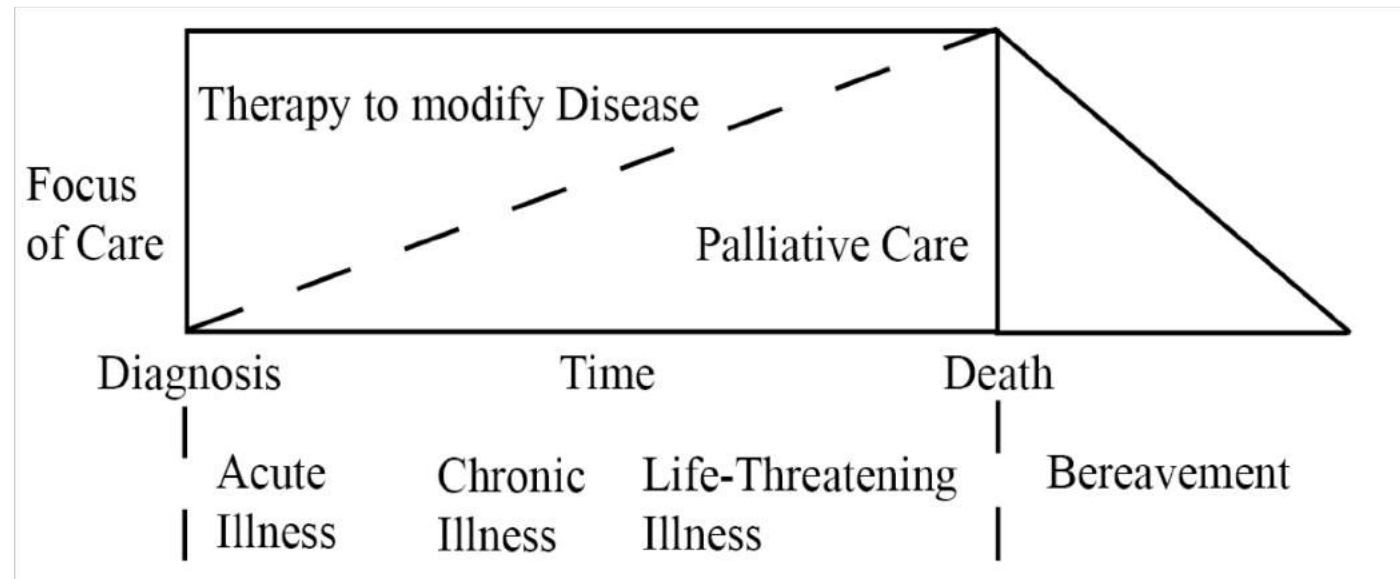 Therapy to modify Disease
Focus
of Care
Palliative Care
Diagnosis
Time
Death
Acute
Illness
Chronic
Illness
Life-Threatening
Illness
Bereavement